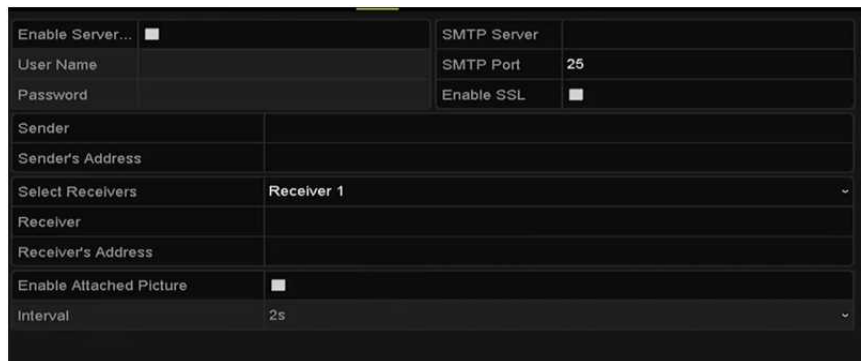 Enable Server...
SMTP Server
User Name
SMTP Port 25
Password
Enable SSL
Sender
Sender's Address
Select Receivers Receiver 1
Receiver
Receiver's Address
Enable Attached Picture
Interval 2s